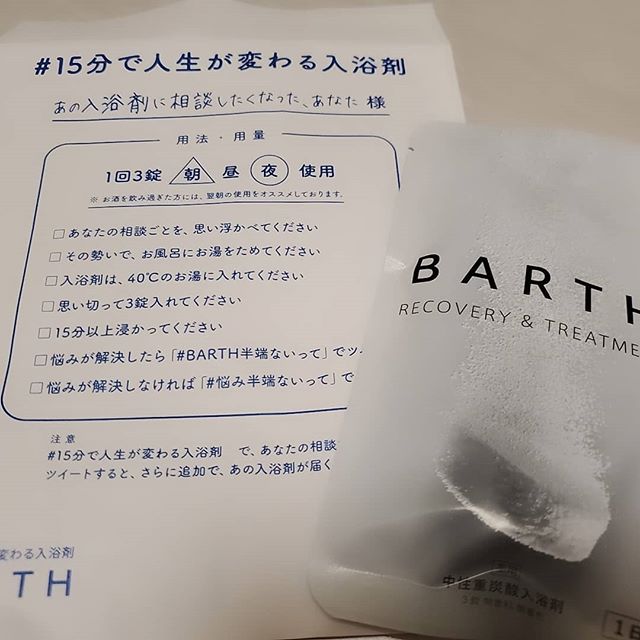 #15分で人生が変わる入浴剤
あの入浴剤に相談したくなった、あなた 様
用法・用量
1回3錠 朝 昼 夜 使用
※ お酒を飲み過ぎた方には、翌朝の使用をオススメしております。
□ あなたの相談ごとを、思い浮かべてください
□ その勢いで、お風呂にお湯をためてください
□ 入浴剤は、40℃のお湯に入れてください
□ 思い切って3錠入れてください
□ 15分以上浸かってください
□ 悩みが解決したら「#BARTH半端ないって」でツ
□ 悩みが解決しなければ「#悩み半端ないって」で
注意
#15分で人生が変わる入浴剤 で、あなたの相談
ツイートすると、さらに追加で、あの入浴剤が届く
変わる入浴剤
TH
BARTH
RECOVERY & TREATME
中性重炭酸入浴剤
3錠